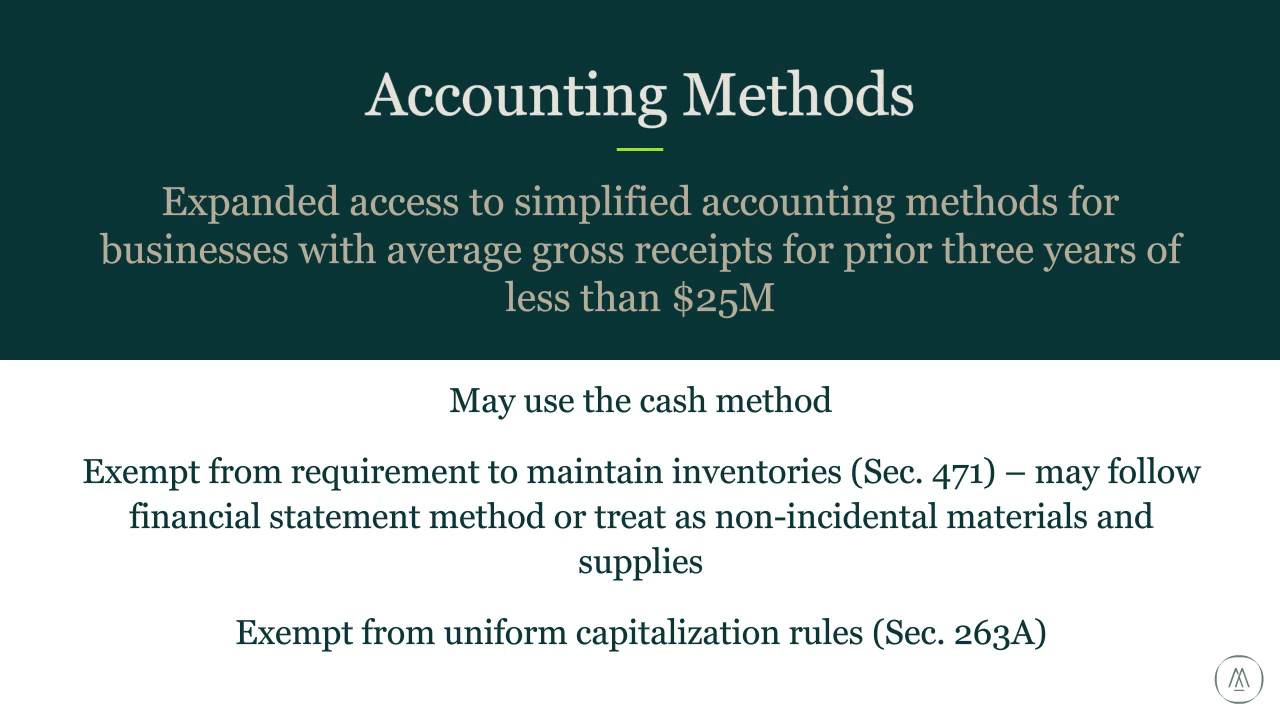 Accounting Methods
Expanded access to simplified accounting methods for
businesses with average gross receipts for prior three years of
less than $25M
May use the cash method
Exempt from requirement to maintain inventories (Sec. 471) – may follow
financial statement method or treat as non-incidental materials and
supplies
Exempt from uniform capitalization rules (Sec. 263A)